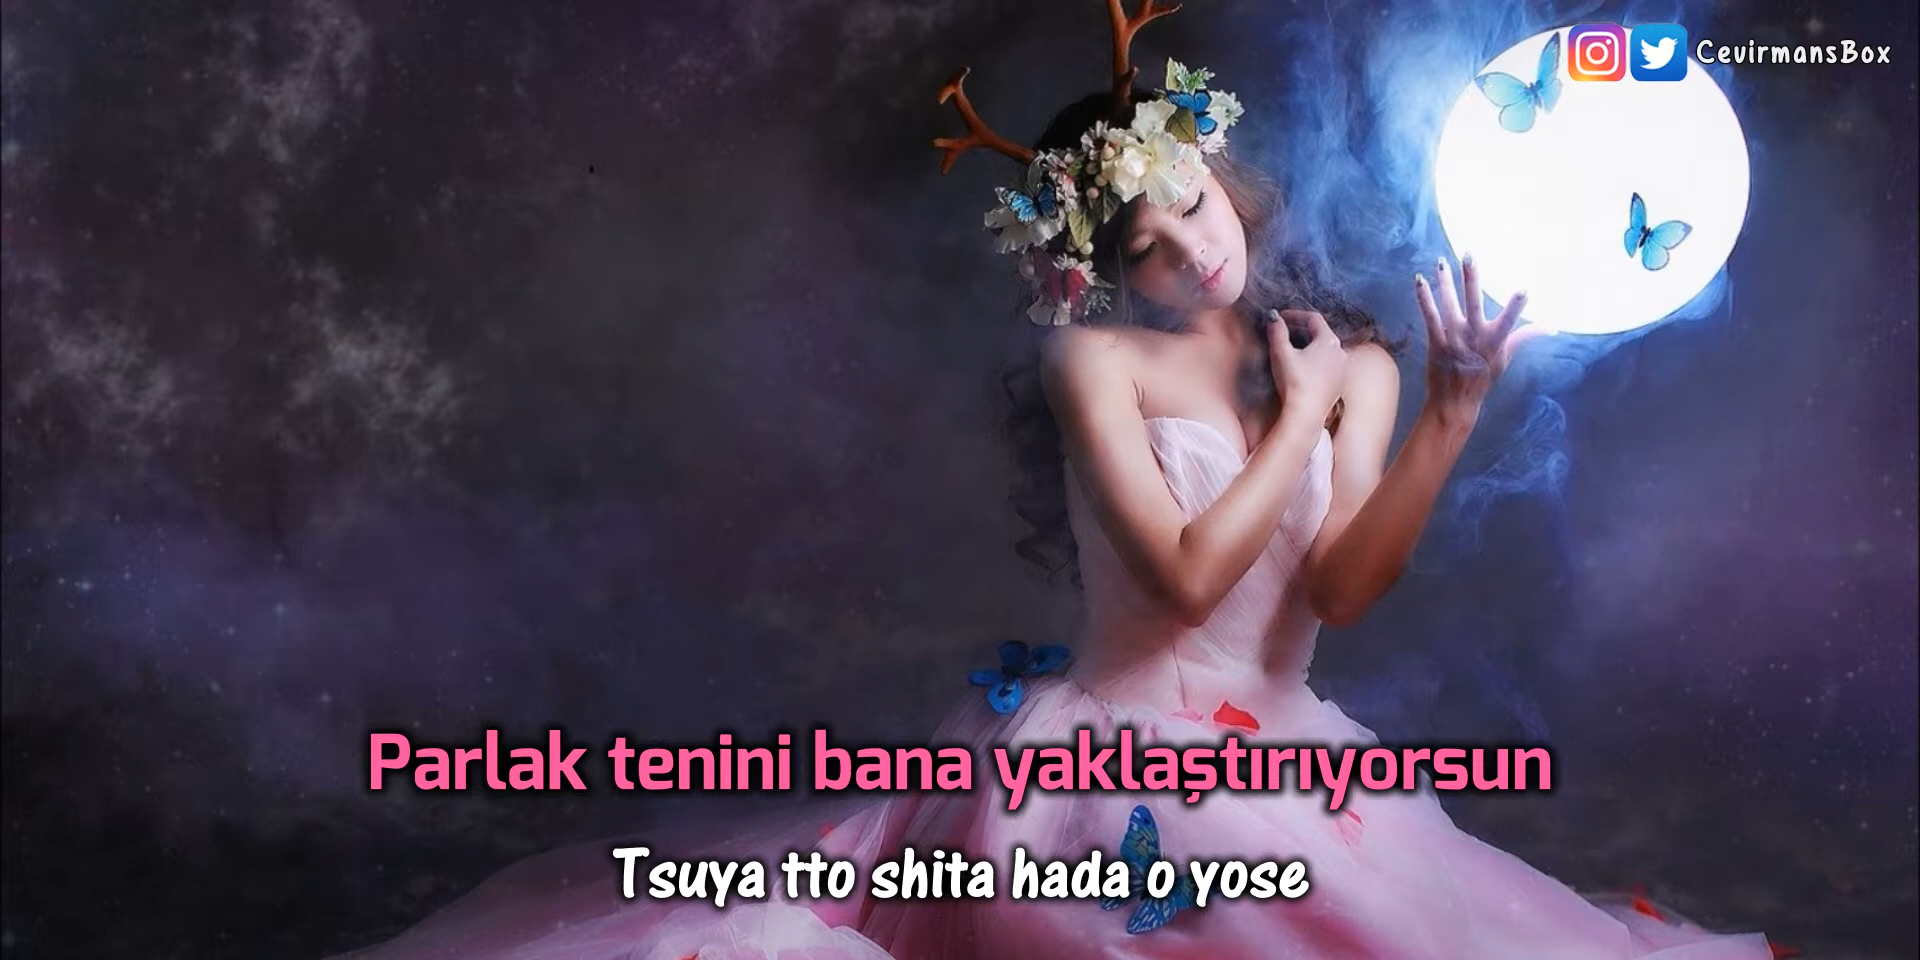 CevirmansBox
Parlak tenini bana yaklaştırıyorsun
Tsuya tto shita hada o yose